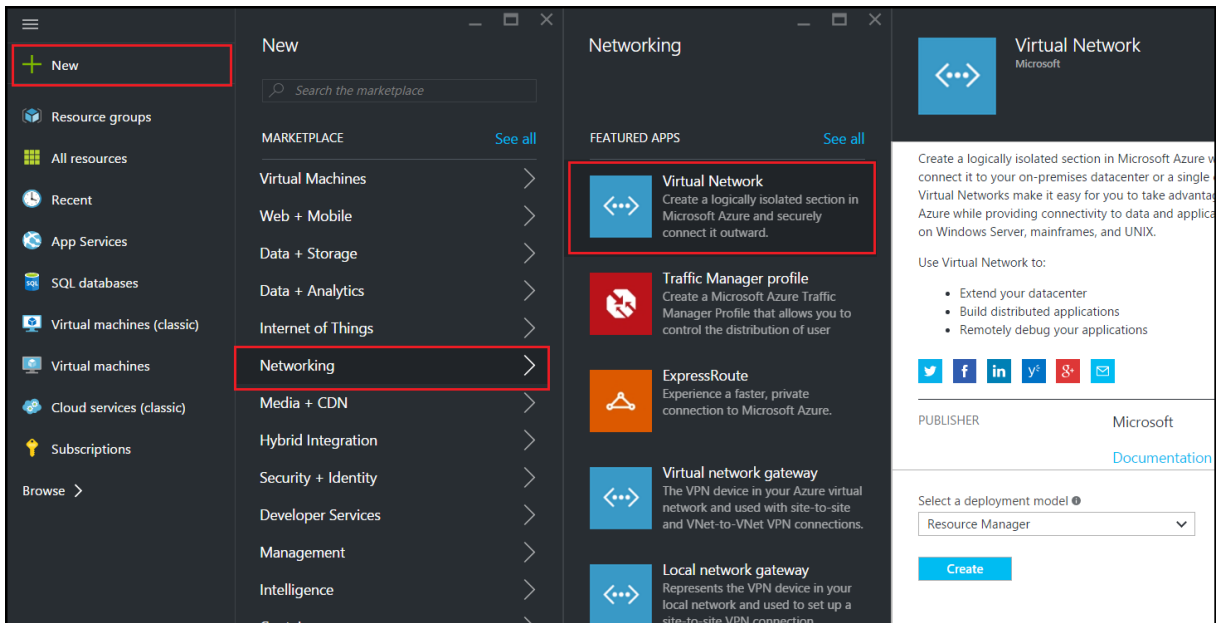 New
Resource groups
All resources
Recent
App Services
SQL databases
Virtual machines (classic)
Virtual machines
Cloud services (classic)
Subscriptions
Browse
New
Search the marketplace
MARKETPLACE
See all
Virtual Machines
Web + Mobile
Data + Storage
Data + Analytics
Internet of Things
Networking
Media + CDN
Hybrid Integration
Security + Identity
Developer Services
Management
Intelligence
Networking
FEATURED APPS
See all
Virtual Network
Create a logically isolated section in
Microsoft Azure and securely
connect it outward.
Traffic Manager profile
Create a Microsoft Azure Traffic
Manager Profile that allows you to
control the distribution of user
ExpressRoute
Experience a faster, private
connection to Microsoft Azure.
Virtual network gateway
The VPN device in your Azure virtual
network and used with site-to-site
and VNet-to-VNet VPN connections.
Local network gateway
Represents the VPN device in your
local network and used to set up a
site-to-site VPN connection
Virtual Network
Microsoft
Create a logically isolated section in Microsoft Azure
connect it to your on-premises datacenter or a single
Virtual Networks make it easy for you to take
Azure while providing connectivity to data and
on Windows Server, mainframes, and UNIX.
Use Virtual Network to:
Extend your datacenter
Build distributed applications
Remotely debug your applications
PUBLISHER
Microsoft
Documentation
Select a deployment model
Resource Manager
Create